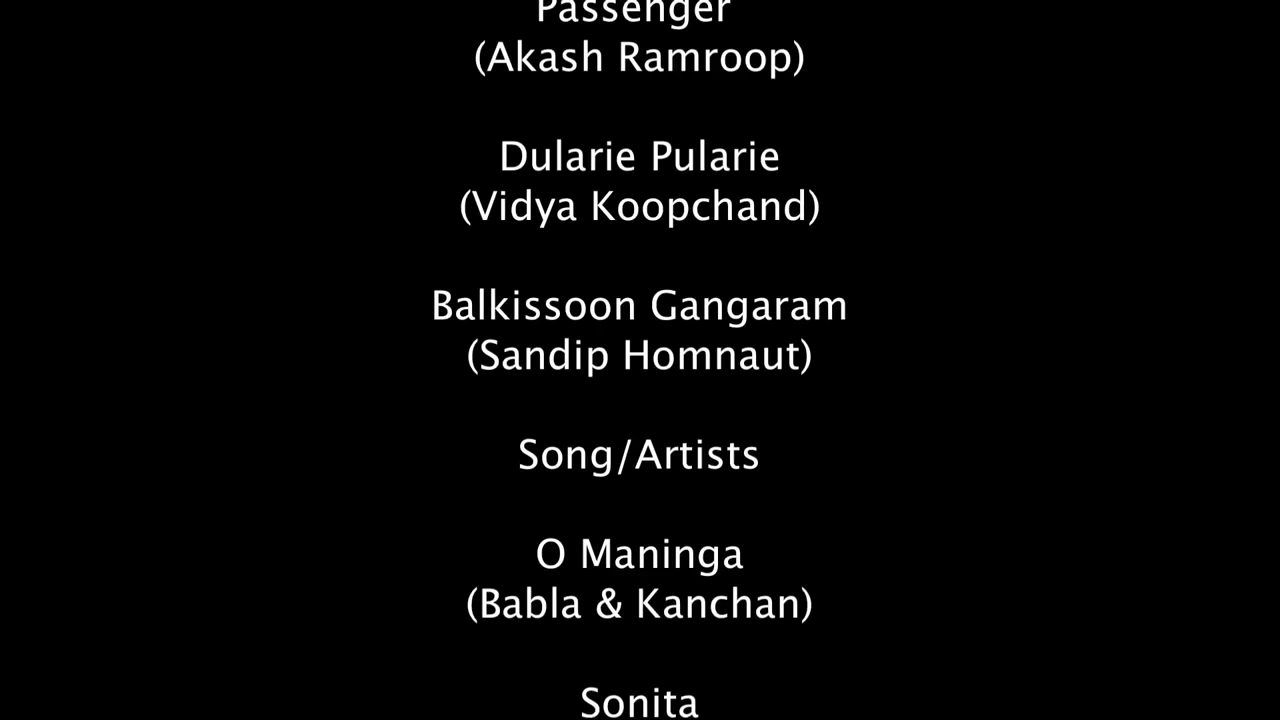 Passenger
(Akash Ramroop)
Dularie Pularie
(Vidya Koopchand)
Balkissoon Gangaram
(Sandip Homnaut)
Song/Artists
O Maninga
(Babla & Kanchan)
Sonita